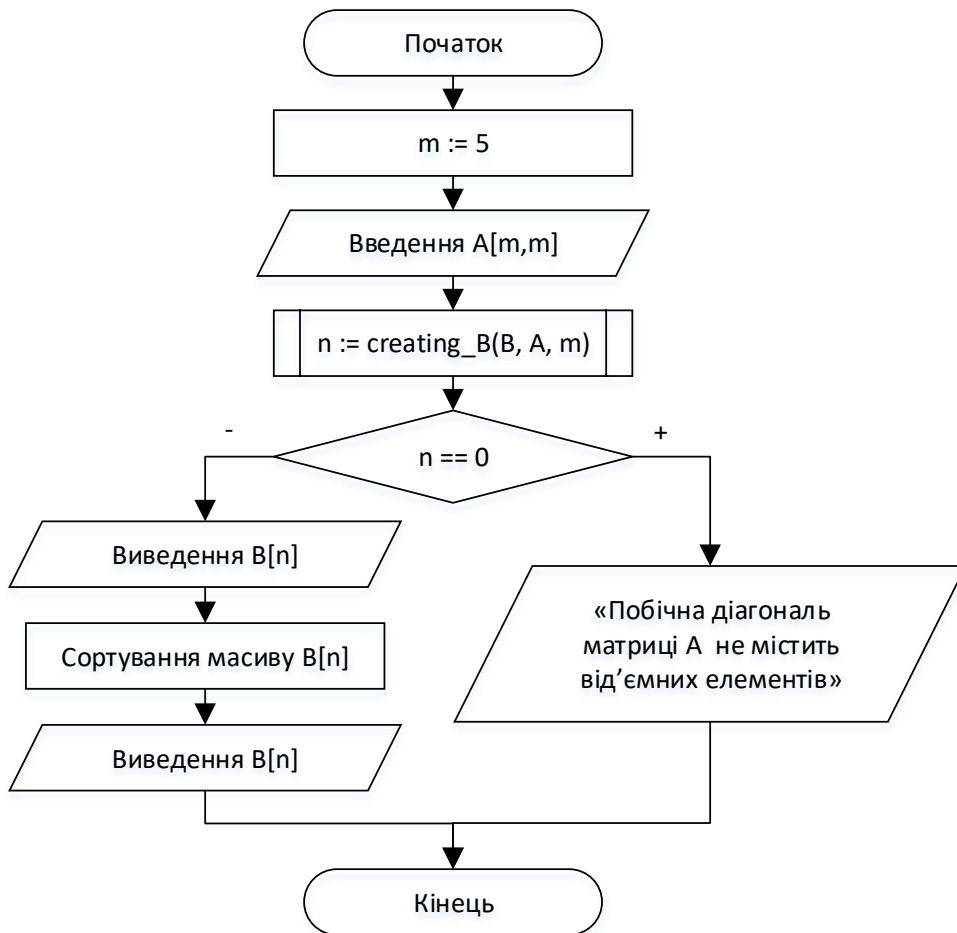 Початок
m := 5
Введення A[m,m]
n := creating_B(B, A, m)
-
+
n == 0
Виведення B[n]
Сортування масиву B[n]
Виведення B[n]
«Побічна діагональ
матриці А не містить
від’ємних елементів»
Кінець